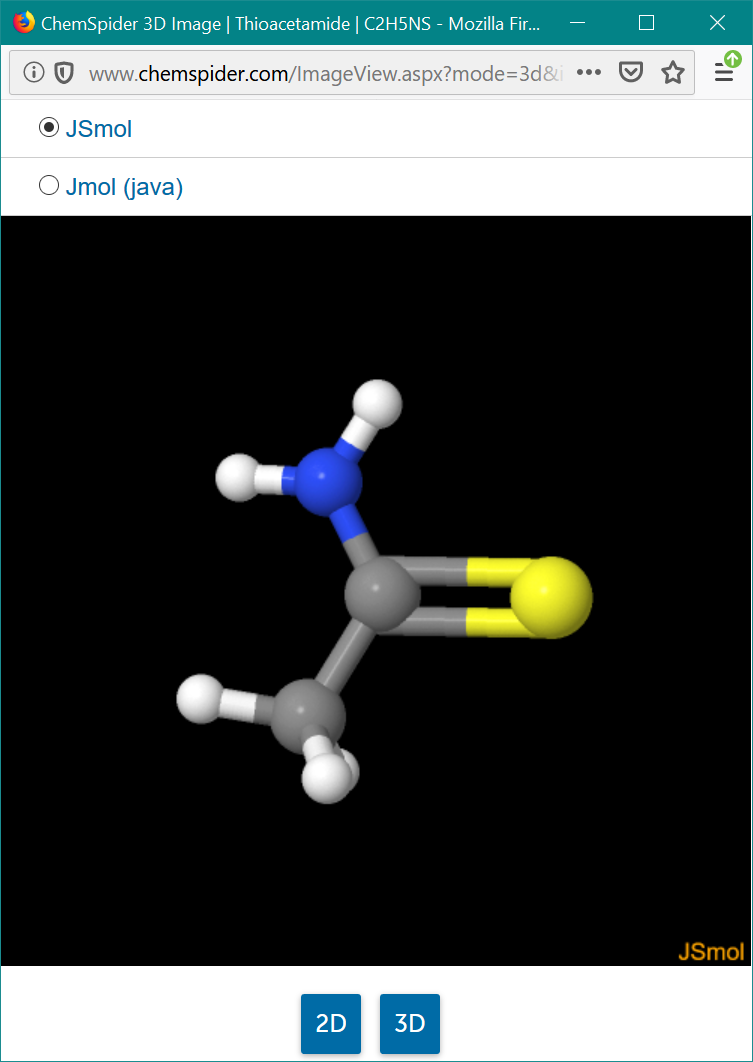 ChemSpider 3D Image | Thioacetamide | C2H5NS - Mozilla Fir...
www.chemspider.com/ImageView.aspx?mode=3d&i
JSmol
Jmol (java)
JSmol
2D 3D